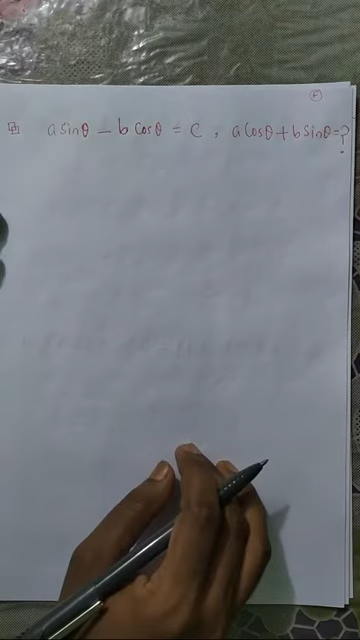 a sinθ - b cosθ = c , a cosθ + b sinθ = ?